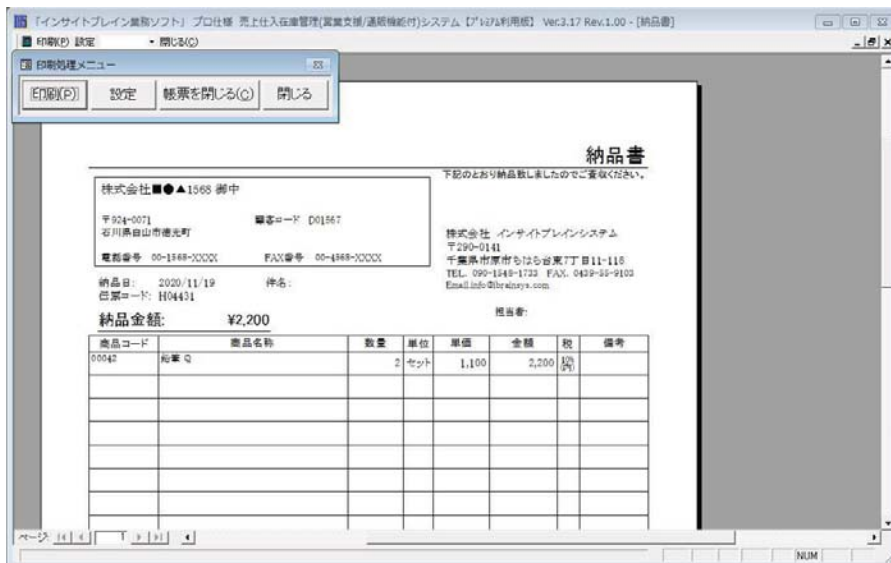 「インサイトブレイン業務ソフト」 プロ仕様 売上仕入在庫管理(営業支援/通販機能付)システム 【ﾌﾟﾚﾐｱﾑ利用版】 Ver.3.17 Rev.1.00 - [納品書]
印刷(P) 設定 閉じる(C)
印刷処理メニュー
印刷(P) 設定 帳票を閉じる(C) 閉じる
納品書
下記のとおり納品致しましたのでご査収ください。
株式会社■●▲1568 御中
〒924-0071 顧客コード D01567
石川県白山市徳光町
電話番号 00-1568-XXXX FAX番号 00-4568-XXXX
株式会社 インサイトブレインシステム
〒290-0141
千葉県市原市ちはら台東7丁目11-118
TEL. 090-1548-1733 FAX. 0439-55-9103
Email:info@ibrainsys.com
納品日: 2020/11/19 件名:
伝票コード: H04431
担当者:
納品金額: ¥2,200
商品コード 商品名称 数量 単位 単価 金額 税 備考
00042 鉛筆 Q 2 セット 1,100 2,200 10%
ページ: 1
NUM